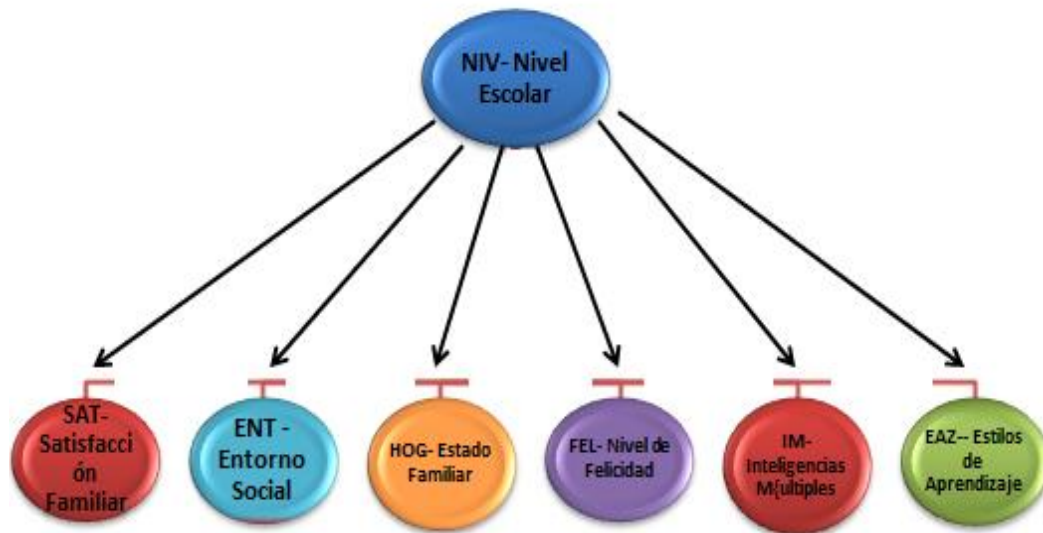 NIV- Nivel
Escolar
SAT-
Satisfacci
ón
Familiar
ENT -
Entorno
Social
HOG- Estado
Familiar
FEL- Nivel de
Felicidad
IM-
Inteligencias
M{ultiples
EAZ-- Estilos
de
Aprendizaje